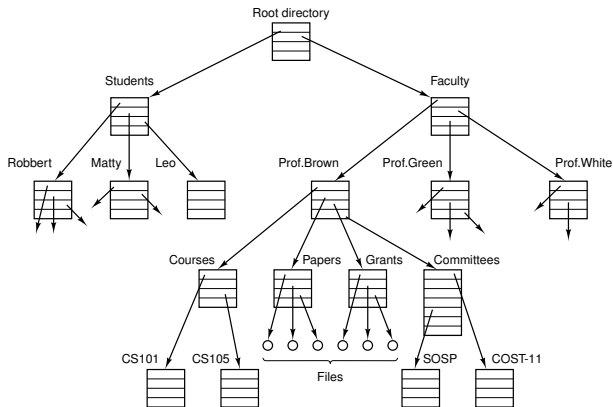 Root directory
Students
Faculty
Robbert
Matty
Leo
Prof.Brown
Prof.Green
Prof.White
Courses
Papers
Grants
Committees
CS101
CS105
Files
SOSP
COST-11